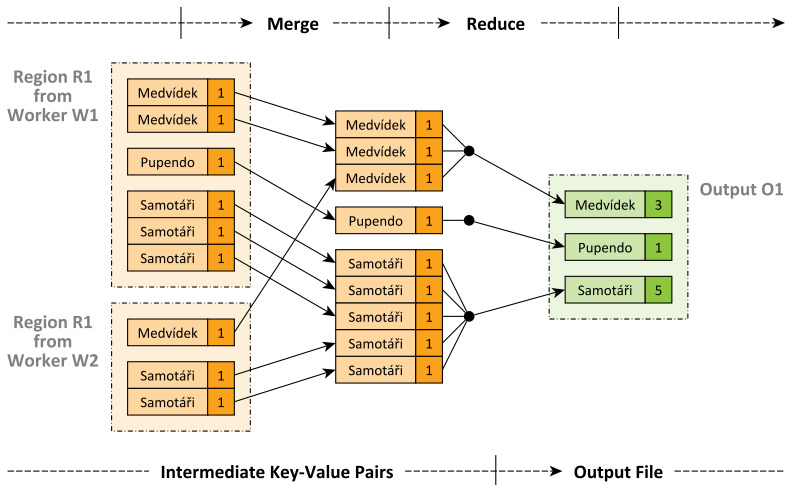 Merge
Reduce
Region R1
from
Worker W1
Medvídek 1
Medvídek 1
Pupendo 1
Samotáři 1
Samotáři 1
Samotáři 1
Region R1
from
Worker W2
Medvídek 1
Samotáři 1
Samotáři 1
Medvídek 1
Medvídek 1
Medvídek 1
Pupendo 1
Samotáři 1
Samotáři 1
Samotáři 1
Samotáři 1
Samotáři 1
Output O1
Medvídek 3
Pupendo 1
Samotáři 5
Intermediate Key-Value Pairs
Output File